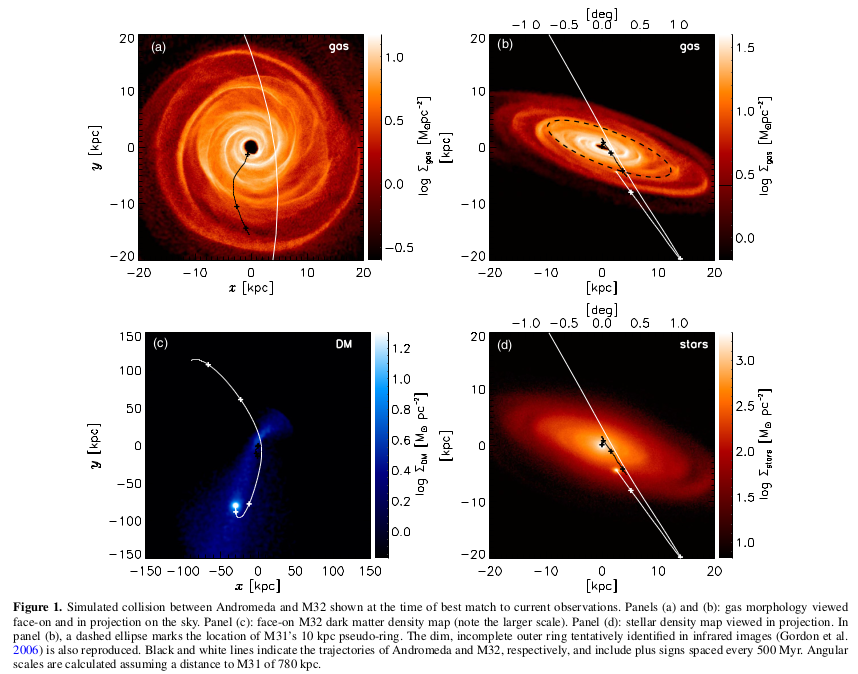 [deg]
−1.0 −0.5 0.0 0.5 1.0
(a) gas
20
10
0
−10
−20
y [kpc]
−20 −10 0 10 20
x [kpc]
1.0
0.5
0.0
−0.5
log Σgas [M⊙pc⁻²]
(b) gas
20
10
0
−10
−20
[kpc]
−20 −10 0 10 20
[kpc]
1.5
1.0
0.5
0.0
log Σgas [M⊙pc⁻²]
(c) DM
150
100
50
0
−50
−100
−150
y [kpc]
−150 −100 −50 0 50 100 150
x [kpc]
1.2
1.0
0.8
0.6
0.4
0.2
0.0
log ΣDM [M⊙ pc⁻²]
[deg]
−1.0 −0.5 0.0 0.5 1.0
(d) stars
20
10
0
−10
−20
[kpc]
−20 −10 0 10 20
[kpc]
3.0
2.5
2.0
1.5
1.0
log Σstars [M⊙ pc⁻²]
Figure 1. Simulated collision between Andromeda and M32 shown at the time of best match to current observations. Panels (a) and (b): gas morphology viewed
face-on and in projection on the sky. Panel (c): face-on M32 dark matter density map (note the larger scale). Panel (d): stellar density map viewed in projection. In
panel (b), a dashed ellipse marks the location of M31's 10 kpc pseudo-ring. The dim, incomplete outer ring tentatively identified in infrared images (Gordon et al.
2006) is also reproduced. Black and white lines indicate the trajectories of Andromeda and M32, respectively, and include plus signs spaced every 500 Myr. Angular
scales are calculated assuming a distance to M31 of 780 kpc.